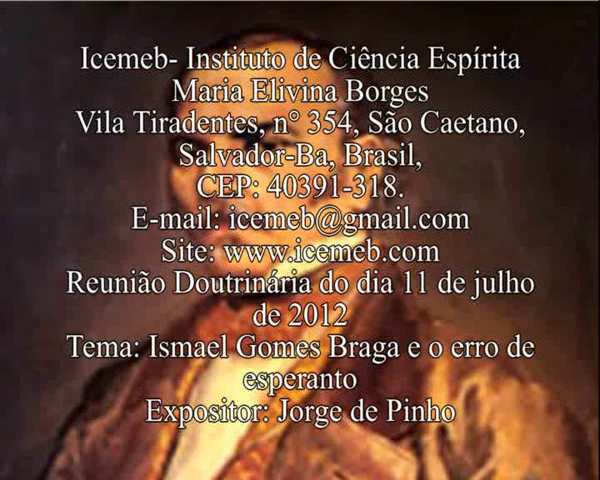 Icemeb- Instituto de Ciência Espírita
Maria Elivina Borges
Vila Tiradentes, n° 354, São Caetano,
Salvador-Ba, Brasil,
CEP: 40391-318.
E-mail: icemeb@gmail.com
Site: www.icemeb.com
Reunião Doutrinária do dia 11 de julho
de 2012
Tema: Ismael Gomes Braga e o erro de
esperanto
Expositor: Jorge de Pinho